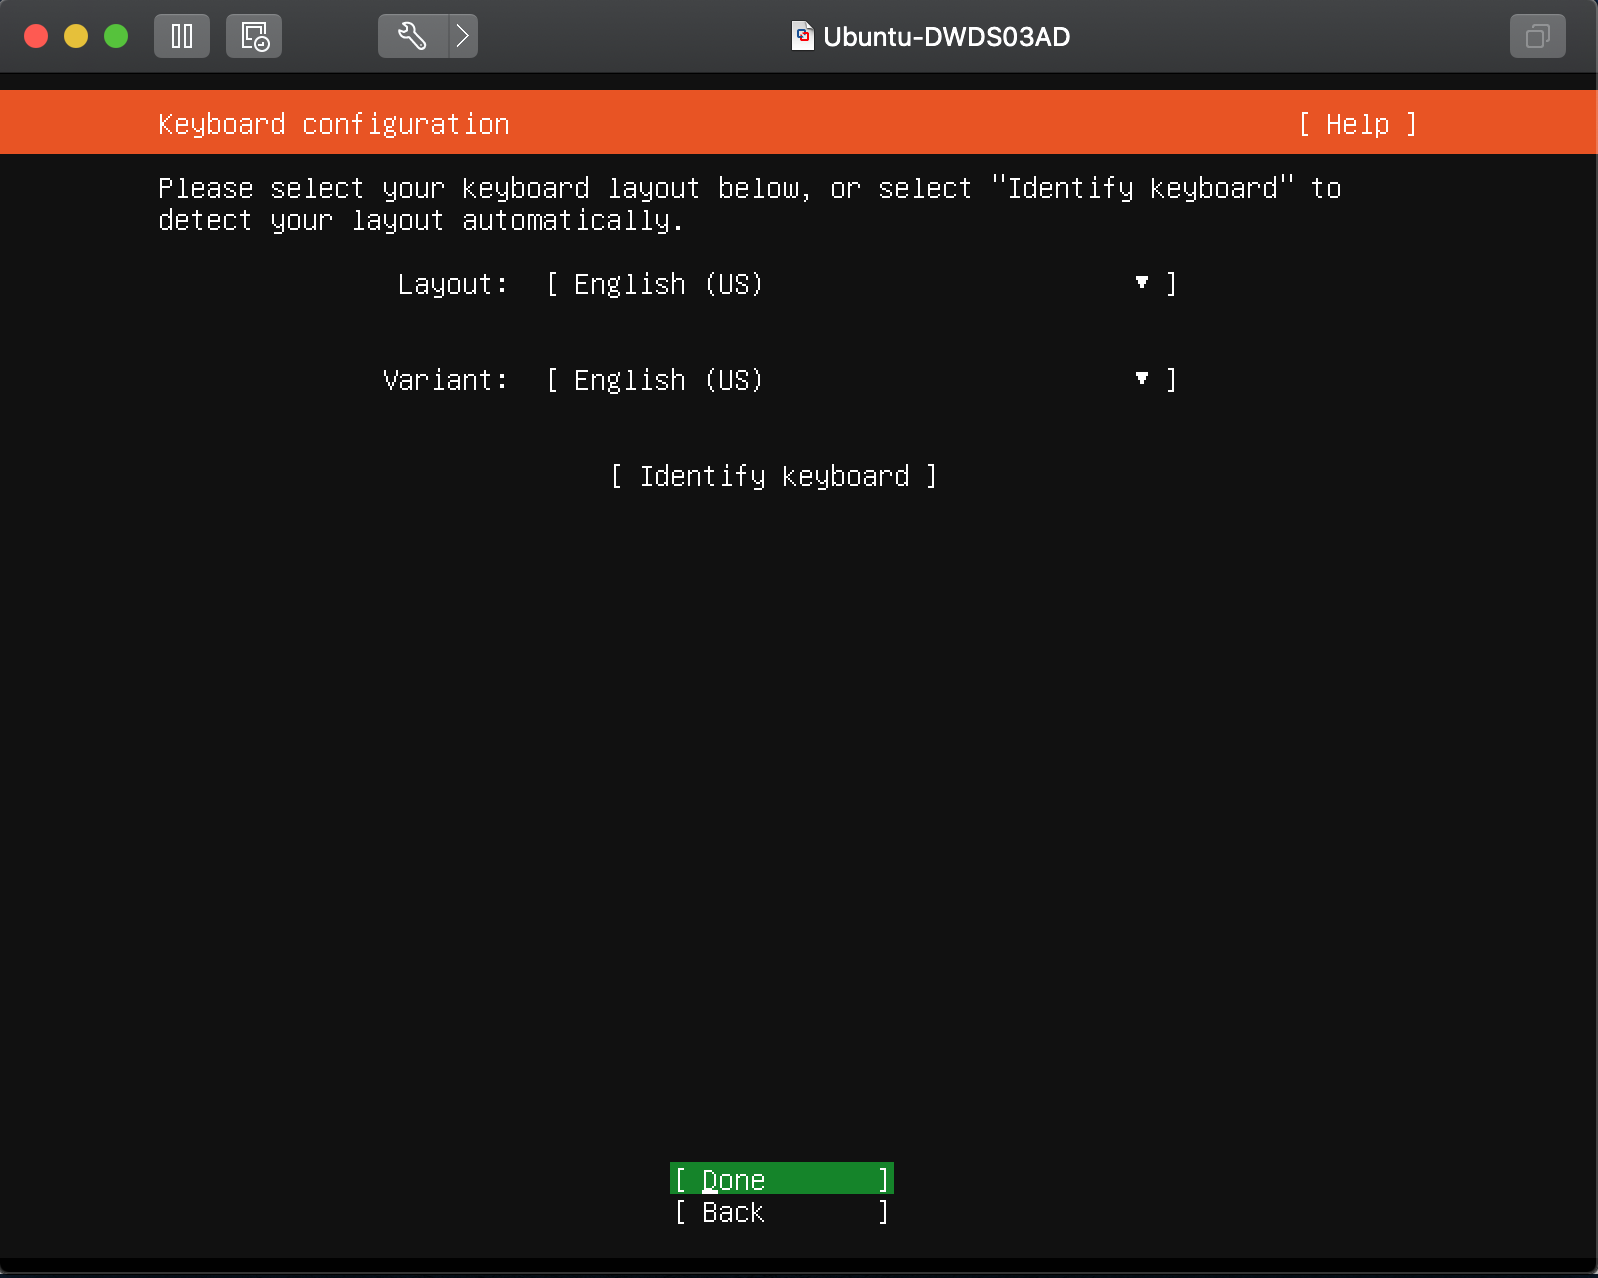 Ubuntu-DWDS03AD
Keyboard configuration [ Help ]
Please select your keyboard layout below, or select "Identify keyboard" to
detect your layout automatically.
Layout: [ English (US) ▾ ]
Variant: [ English (US) ▾ ]
[ Identify keyboard ]
[ Done ]
[ Back ]